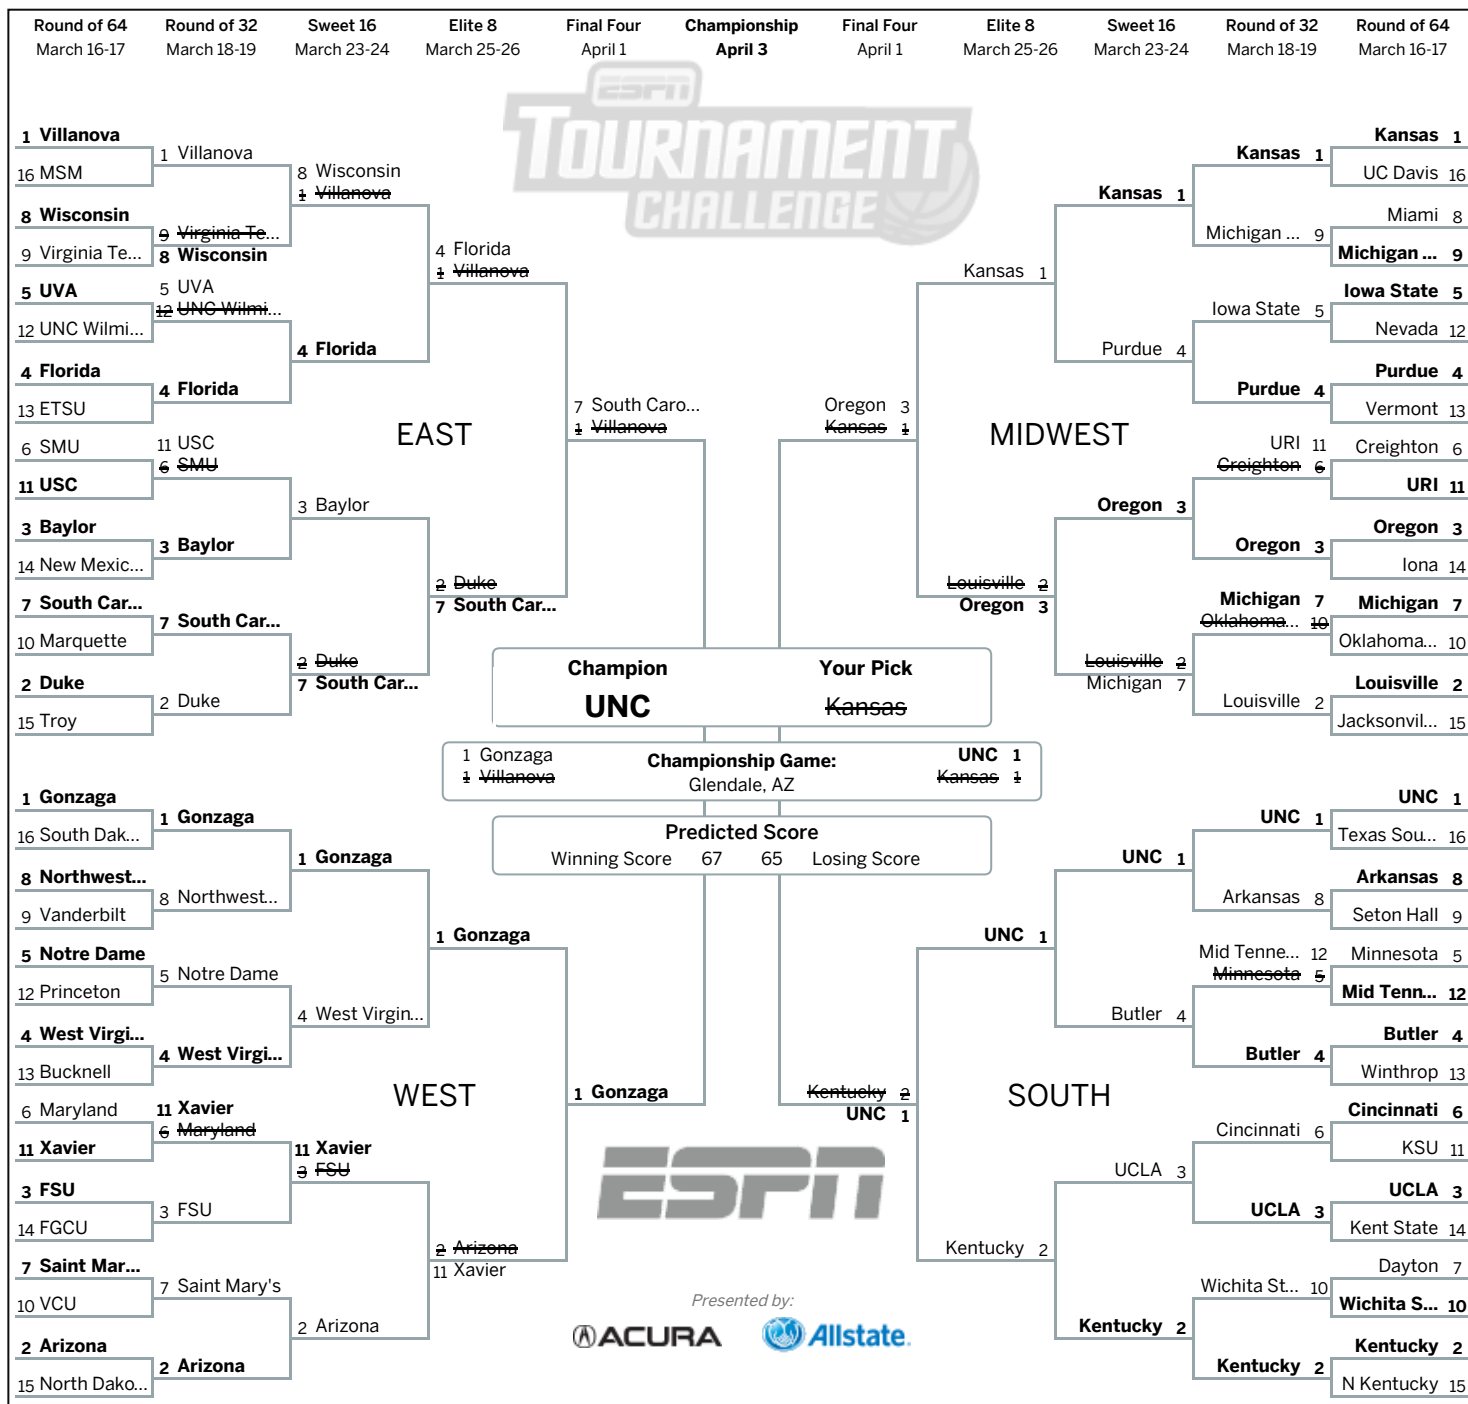 Round of 64 Round of 32 Sweet 16 Elite 8 Final Four Championship Final Four Elite 8 Sweet 16 Round of 32 Round of 64
March 16-17 March 18-19 March 23-24 March 25-26 April 1 April 3 April 1 March 25-26 March 23-24 March 18-19 March 16-17
ESPN
TOURNAMENT
CHALLENGE
1 Villanova
16 MSM
8 Wisconsin
9 Virginia Te...
5 UVA
12 UNC Wilmi...
4 Florida
13 ETSU
6 SMU
11 USC
3 Baylor
14 New Mexic...
7 South Car...
10 Marquette
2 Duke
15 Troy
1 Villanova
9 Virginia Te...
8 Wisconsin
5 UVA
12 UNC Wilmi...
4 Florida
11 USC
6 SMU
3 Baylor
7 South Car...
2 Duke
8 Wisconsin
1 Villanova
4 Florida
3 Baylor
2 Duke
7 South Car...
4 Florida
1 Villanova
2 Duke
7 South Car...
7 South Caro...
1 Villanova
EAST
Kansas 1
UC Davis 16
Miami 8
Michigan ... 9
Iowa State 5
Nevada 12
Purdue 4
Vermont 13
Creighton 6
URI 11
Oregon 3
Iona 14
Michigan 7
Oklahoma... 10
Louisville 2
Jacksonvil... 15
Kansas 1
Michigan ... 9
Iowa State 5
Purdue 4
URI 11
Creighton 6
Oregon 3
Michigan 7
Oklahoma... 10
Louisville 2
Kansas 1
Purdue 4
Oregon 3
Louisville 2
Michigan 7
Kansas 1
Louisville 2
Oregon 3
Oregon 3
Kansas 1
MIDWEST
Champion Your Pick
UNC Kansas
1 Gonzaga
1 Villanova
Championship Game:
Glendale, AZ
UNC 1
Kansas 1
Predicted Score
Winning Score 67 65 Losing Score
1 Gonzaga
16 South Dak...
8 Northwest...
9 Vanderbilt
5 Notre Dame
12 Princeton
4 West Virgi...
13 Bucknell
6 Maryland
11 Xavier
3 FSU
14 FGCU
7 Saint Mar...
10 VCU
2 Arizona
15 North Dako...
1 Gonzaga
8 Northwest...
5 Notre Dame
4 West Virgi...
11 Xavier
6 Maryland
3 FSU
7 Saint Mary's
2 Arizona
1 Gonzaga
4 West Virgin...
11 Xavier
3 FSU
2 Arizona
1 Gonzaga
2 Arizona
11 Xavier
1 Gonzaga
WEST
UNC 1
Texas Sou... 16
Arkansas 8
Seton Hall 9
Minnesota 5
Mid Tenn... 12
Butler 4
Winthrop 13
Cincinnati 6
KSU 11
UCLA 3
Kent State 14
Dayton 7
Wichita S... 10
Kentucky 2
N Kentucky 15
UNC 1
Arkansas 8
Mid Tenne... 12
Minnesota 5
Butler 4
Cincinnati 6
UCLA 3
Wichita St... 10
Kentucky 2
UNC 1
Butler 4
UCLA 3
Kentucky 2
UNC 1
Kentucky 2
Kentucky 2
UNC 1
SOUTH
ESPN
Presented by:
ACURA Allstate.